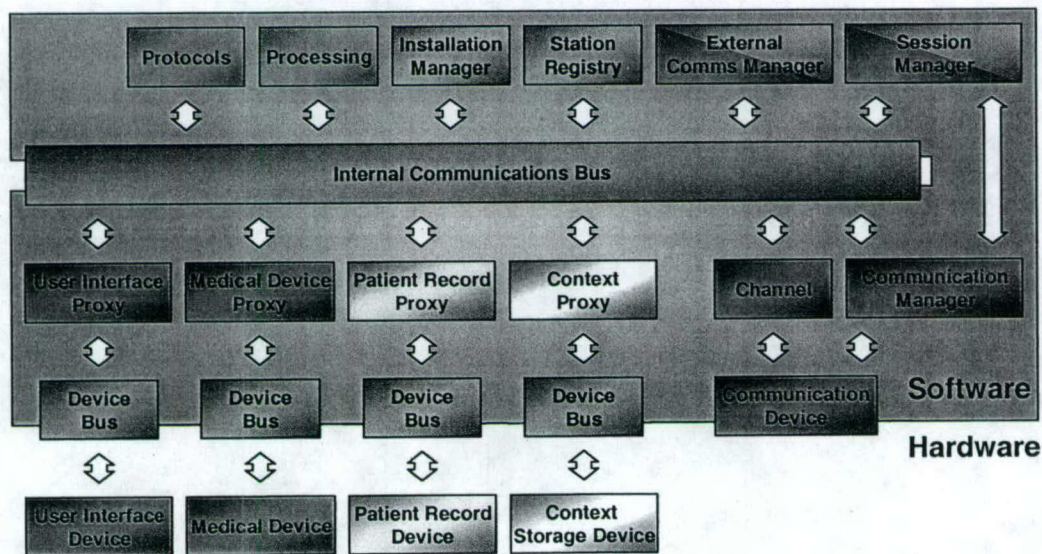 Protocols
Processing
Installation
Manager
Station
Registry
External
Comms Manager
Session
Manager
Internal Communications Bus
User Interface
Proxy
Medical Device
Proxy
Patient Record
Proxy
Context
Proxy
Channel
Communication
Manager
Device
Bus
Device
Bus
Device
Bus
Device
Bus
Communication
Device
Software
Hardware
User Interface
Device
Medical Device
Patient Record
Device
Context
Storage Device